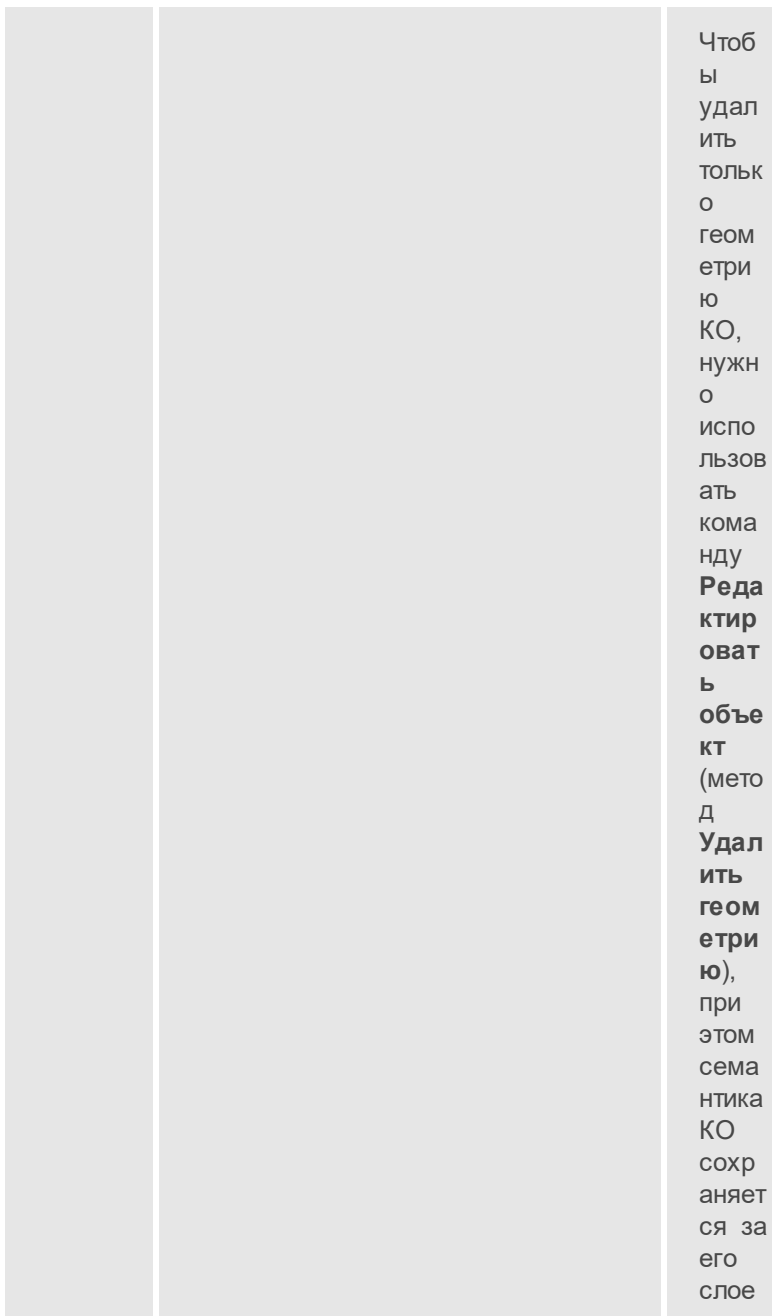 Чтоб
ы
удал
ить
тольк
о
геом
етри
ю
КО,
нужн
о
испо
льзов
ать
кома
нду
Реда
ктир
оват
ь
объе
кт
(мето
д
Удал
ить
геом
етри
ю),
при
этом
сема
нтика
КО
сохр
аняет
ся за
его
слое